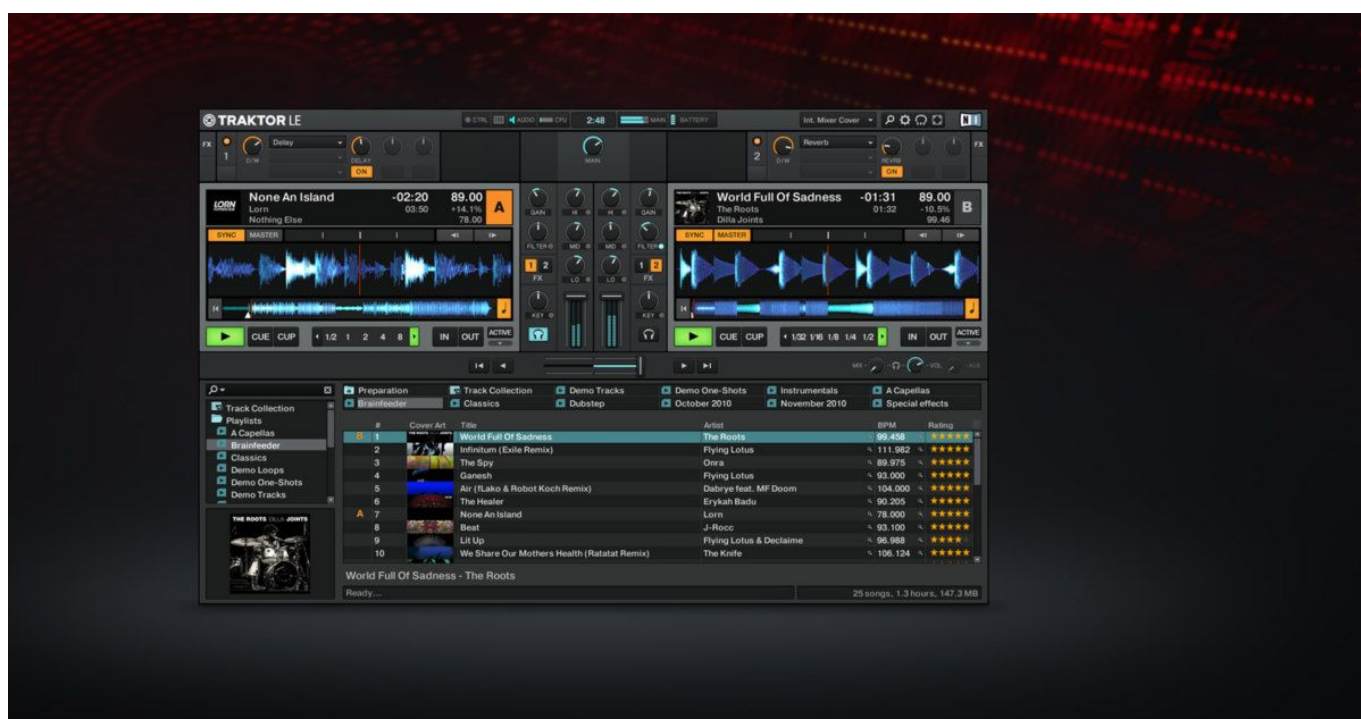 TRAKTOR LE
CTRL AUDIO CPU 2:48 MAIN BATTERY
Int. Mixer Cover
FX 1 D/W Delay DELAY ON
MAIN
2 D/W Reverb REVRB ON FX
LORN
None An Island -02:20 89.00 A
Lorn 03:50 +14.1%
Nothing Else 78.00
SYNC MASTER
CUE CUP 1/2 1 2 4 8 IN OUT ACTIVE
GAIN HI HI GAIN
FILTER MID MID FILTER
1 2 FX LO LO 1 2 FX
KEY KEY
World Full Of Sadness -01:31 89.00 B
The Roots 01:32 -10.5%
Dilla Joints 99.46
SYNC MASTER
CUE CUP 1/32 1/16 1/8 1/4 1/2 IN OUT ACTIVE
MIX VOL AUX
Track Collection
Playlists
A Capellas
Brainfeeder
Classics
Demo Loops
Demo One-Shots
Demo Tracks
THE ROOTS DILLA JOINTS
Preparation Track Collection Demo Tracks Demo One-Shots Instrumentals A Capellas
Brainfeeder Classics Dubstep October 2010 November 2010 Special effects
# Cover Art Title Artist BPM Rating
B 1 World Full Of Sadness The Roots 99.458
2 Infinitum (Exile Remix) Flying Lotus 111.982
3 The Spy Onra 89.975
4 Ganesh Flying Lotus 93.000
5 Air (fLako & Robot Koch Remix) Dabrye feat. MF Doom 104.000
6 The Healer Erykah Badu 90.205
A 7 None An Island Lorn 78.000
8 Beat J-Rocc 93.100
9 Lit Up Flying Lotus & Declaime 96.988
10 We Share Our Mothers Health (Ratatat Remix) The Knife 106.124
World Full Of Sadness - The Roots
Ready...
25 songs, 1.3 hours, 147.3 MB